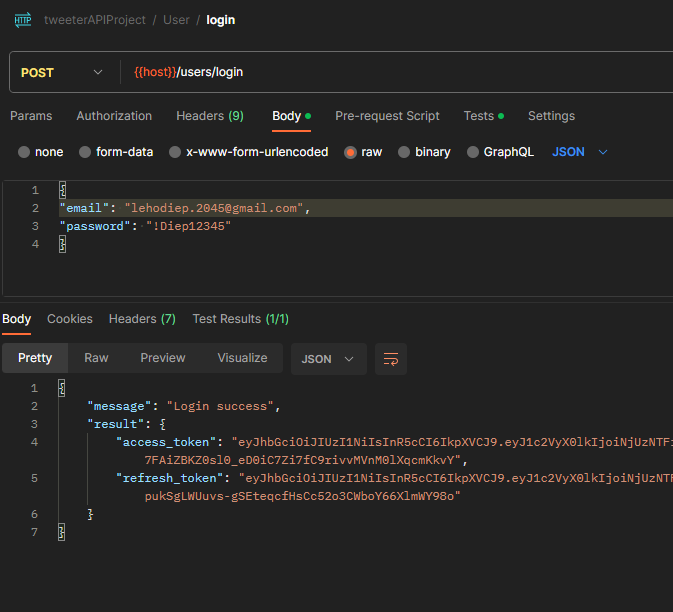 HTTP tweeterAPIProject / User / login
POST {{host}}/users/login
Params Authorization Headers (9) Body Pre-request Script Tests Settings
none form-data x-www-form-urlencoded raw binary GraphQL JSON
1 {
2 "email": "lehodiep.2045@gmail.com",
3 "password": "!Diep12345"
4 }
Body Cookies Headers (7) Test Results (1/1)
Pretty Raw Preview Visualize JSON
1 {
2 "message": "Login success",
3 "result": {
4 "access_token": "eyJhbGciOiJIUzI1NiIsInR5cCI6IkpXVCJ9.eyJ1c2VyX0lkIjoiNjUzNTF
7FAiZBKZ0sl0_eD0iC7Zi7fC9rivvMVnM0lXqcmKkvY",
5 "refresh_token": "eyJhbGciOiJIUzI1NiIsInR5cCI6IkpXVCJ9.eyJ1c2VyX0lkIjoiNjUzNT
pukSgLWUuvs-gSEteqcfHsCc52o3CWboY66XlmWY98o"
6 }
7 }